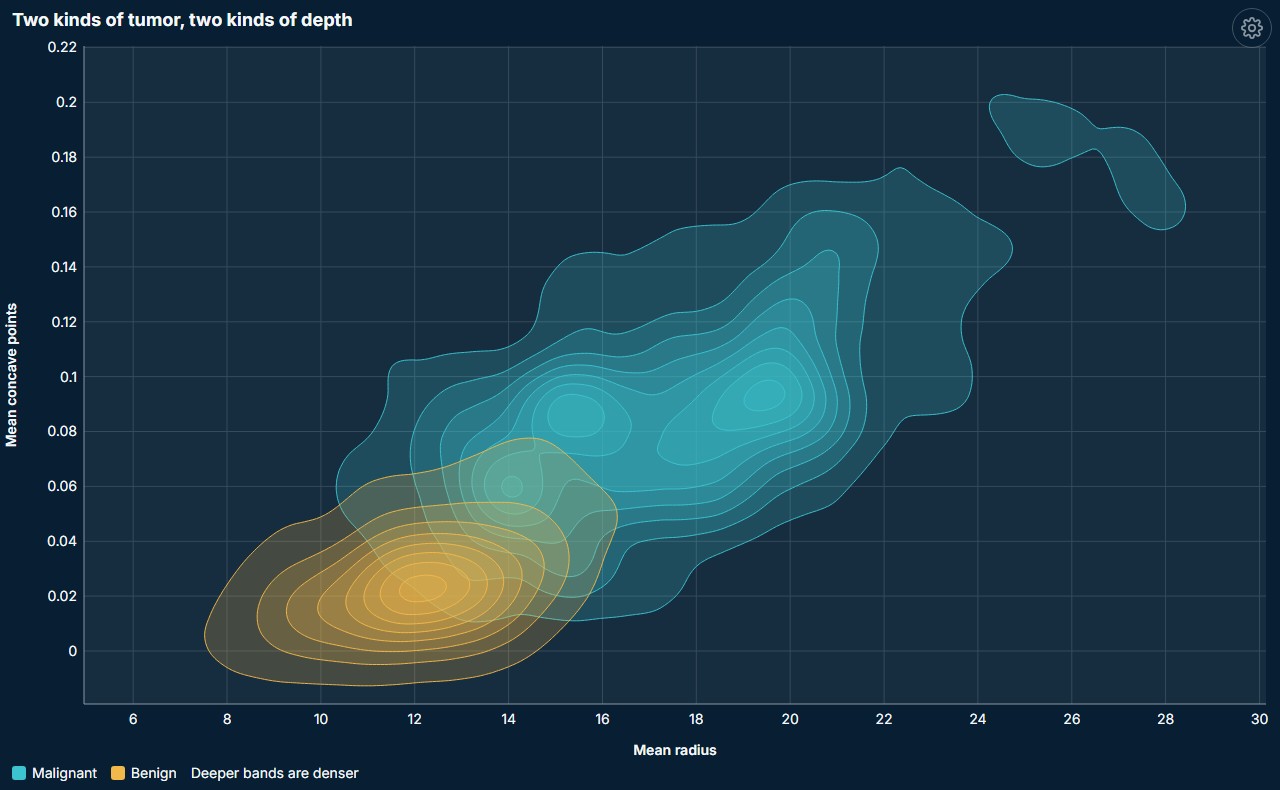 Two kinds of tumor, two kinds of depth
0.22
0.2
0.18
0.16
0.14
0.12
0.1
0.08
0.06
0.04
0.02
0
Mean concave points
6 8 10 12 14 16 18 20 22 24 26 28 30
Mean radius
Malignant Benign Deeper bands are denser